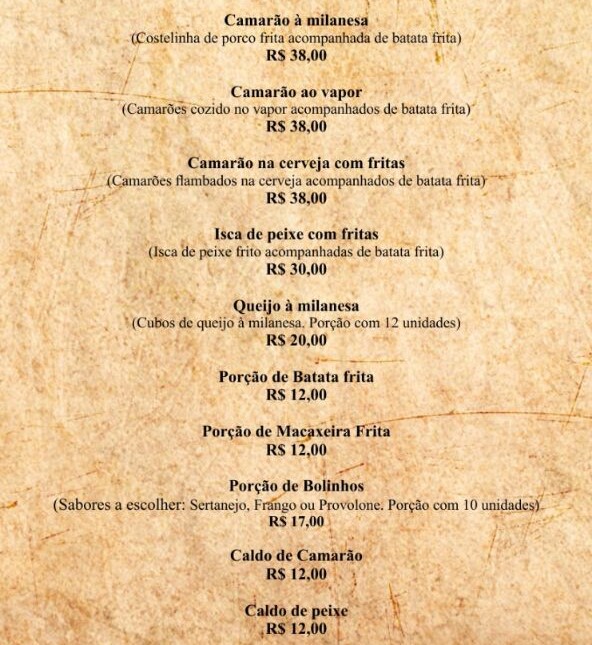 Camarão à milanesa
(Costelinha de porco frita acompanhada de batata frita)
R$ 38,00
Camarão ao vapor
(Camarões cozido no vapor acompanhados de batata frita)
R$ 38,00
Camarão na cerveja com fritas
(Camarões flambados na cerveja acompanhados de batata frita)
R$ 38,00
Isca de peixe com fritas
(Isca de peixe frito acompanhadas de batata frita)
R$ 30,00
Queijo à milanesa
(Cubos de queijo à milanesa. Porção com 12 unidades)
R$ 20,00
Porção de Batata frita
R$ 12,00
Porção de Macaxeira Frita
R$ 12,00
Porção de Bolinhos
(Sabores a escolher: Sertanejo, Frango ou Provolone. Porção com 10 unidades)
R$ 17,00
Caldo de Camarão
R$ 12,00
Caldo de peixe
R$ 12,00